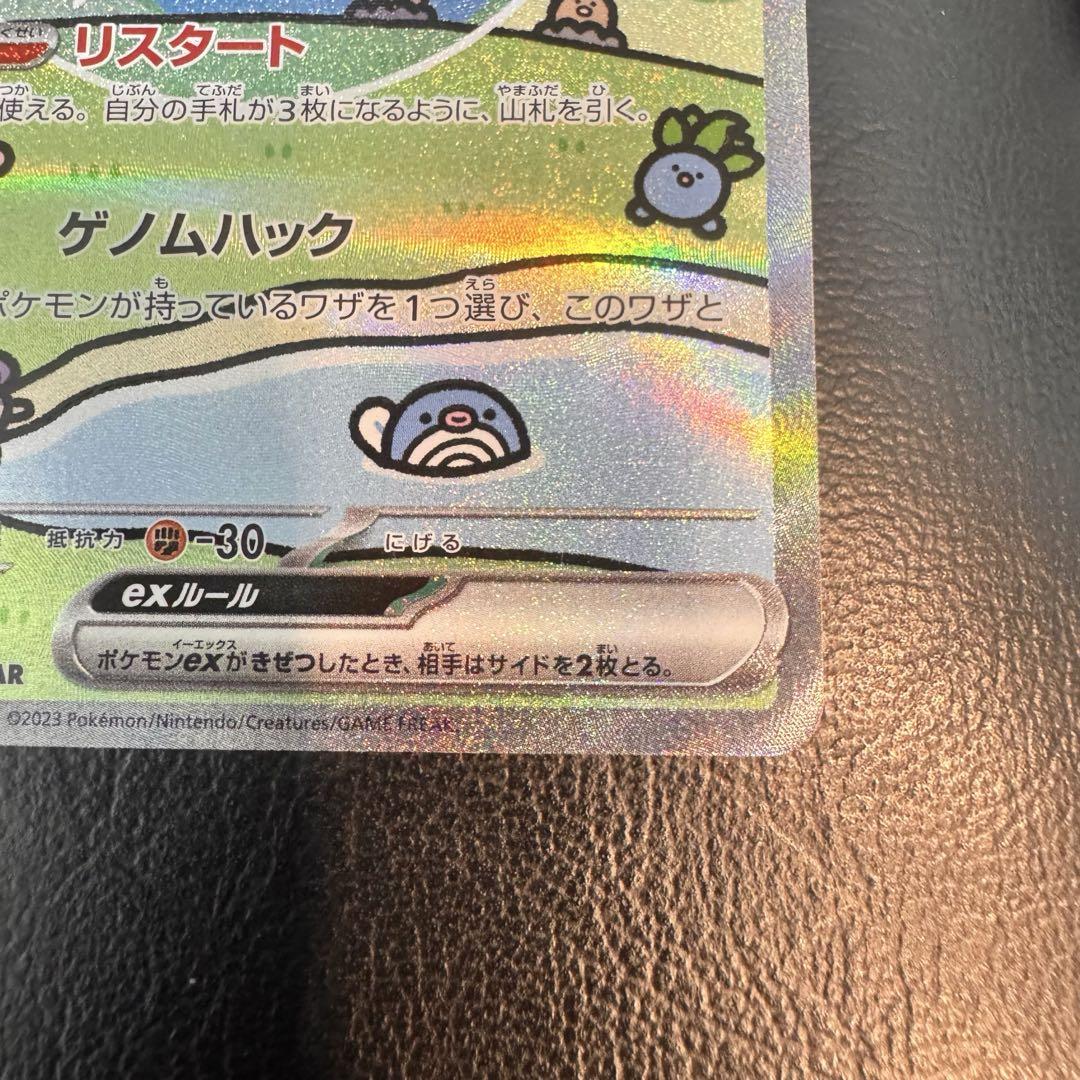 くせい
リスタート
使える。自分の手札が3枚になるように、山札を引く。
ゲノムハック
ポケモンが持っているワザを1つ選び、このワザと
抵抗力 -30 にげる
exルール
ポケモンexがきぜつしたとき、相手はサイドを2枚とる。
AR
©2023 Pokémon/Nintendo/Creatures/GAME FREAK